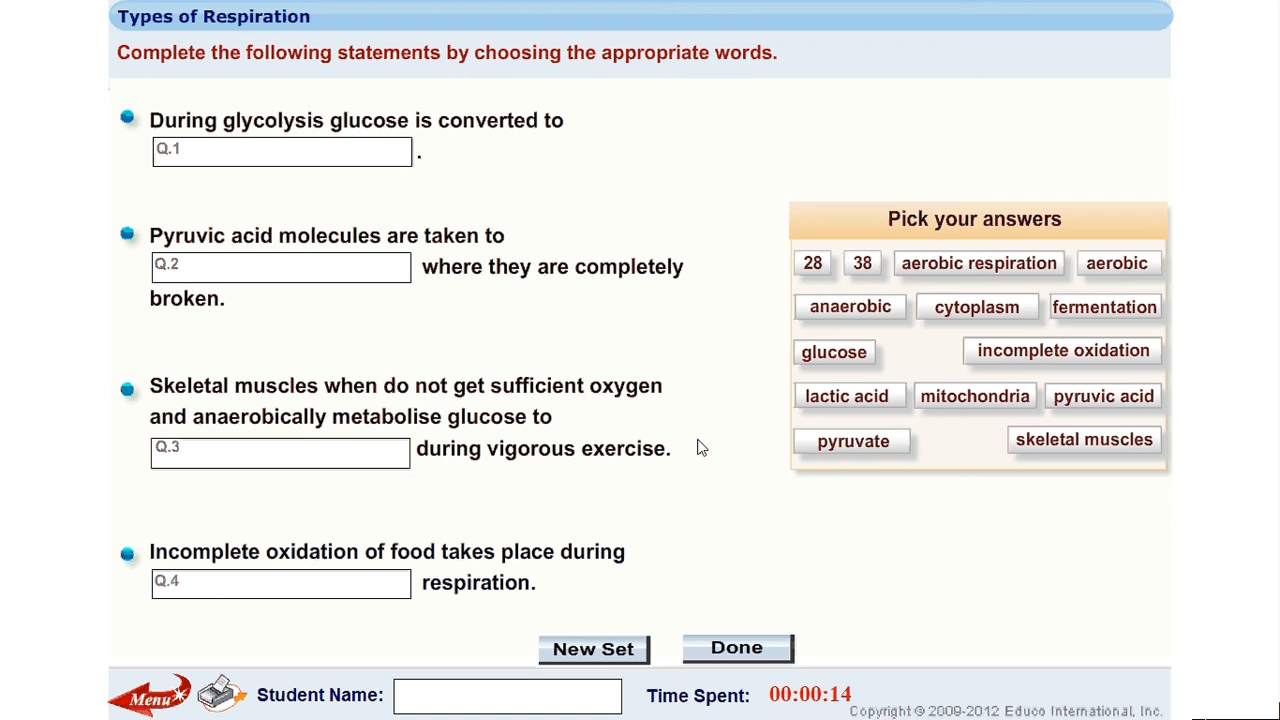 Types of Respiration
Complete the following statements by choosing the appropriate words.
During glycolysis glucose is converted to
Q.1 .
Pyruvic acid molecules are taken to
Q.2 where they are completely
broken.
Skeletal muscles when do not get sufficient oxygen
and anaerobically metabolise glucose to
Q.3 during vigorous exercise.
Incomplete oxidation of food takes place during
Q.4 respiration.
Pick your answers
28 38 aerobic respiration aerobic
anaerobic cytoplasm fermentation
glucose incomplete oxidation
lactic acid mitochondria pyruvic acid
pyruvate skeletal muscles
New Set Done
Menu Student Name: Time Spent: 00:00:14
Copyright © 2009-2012 Educo International, Inc.